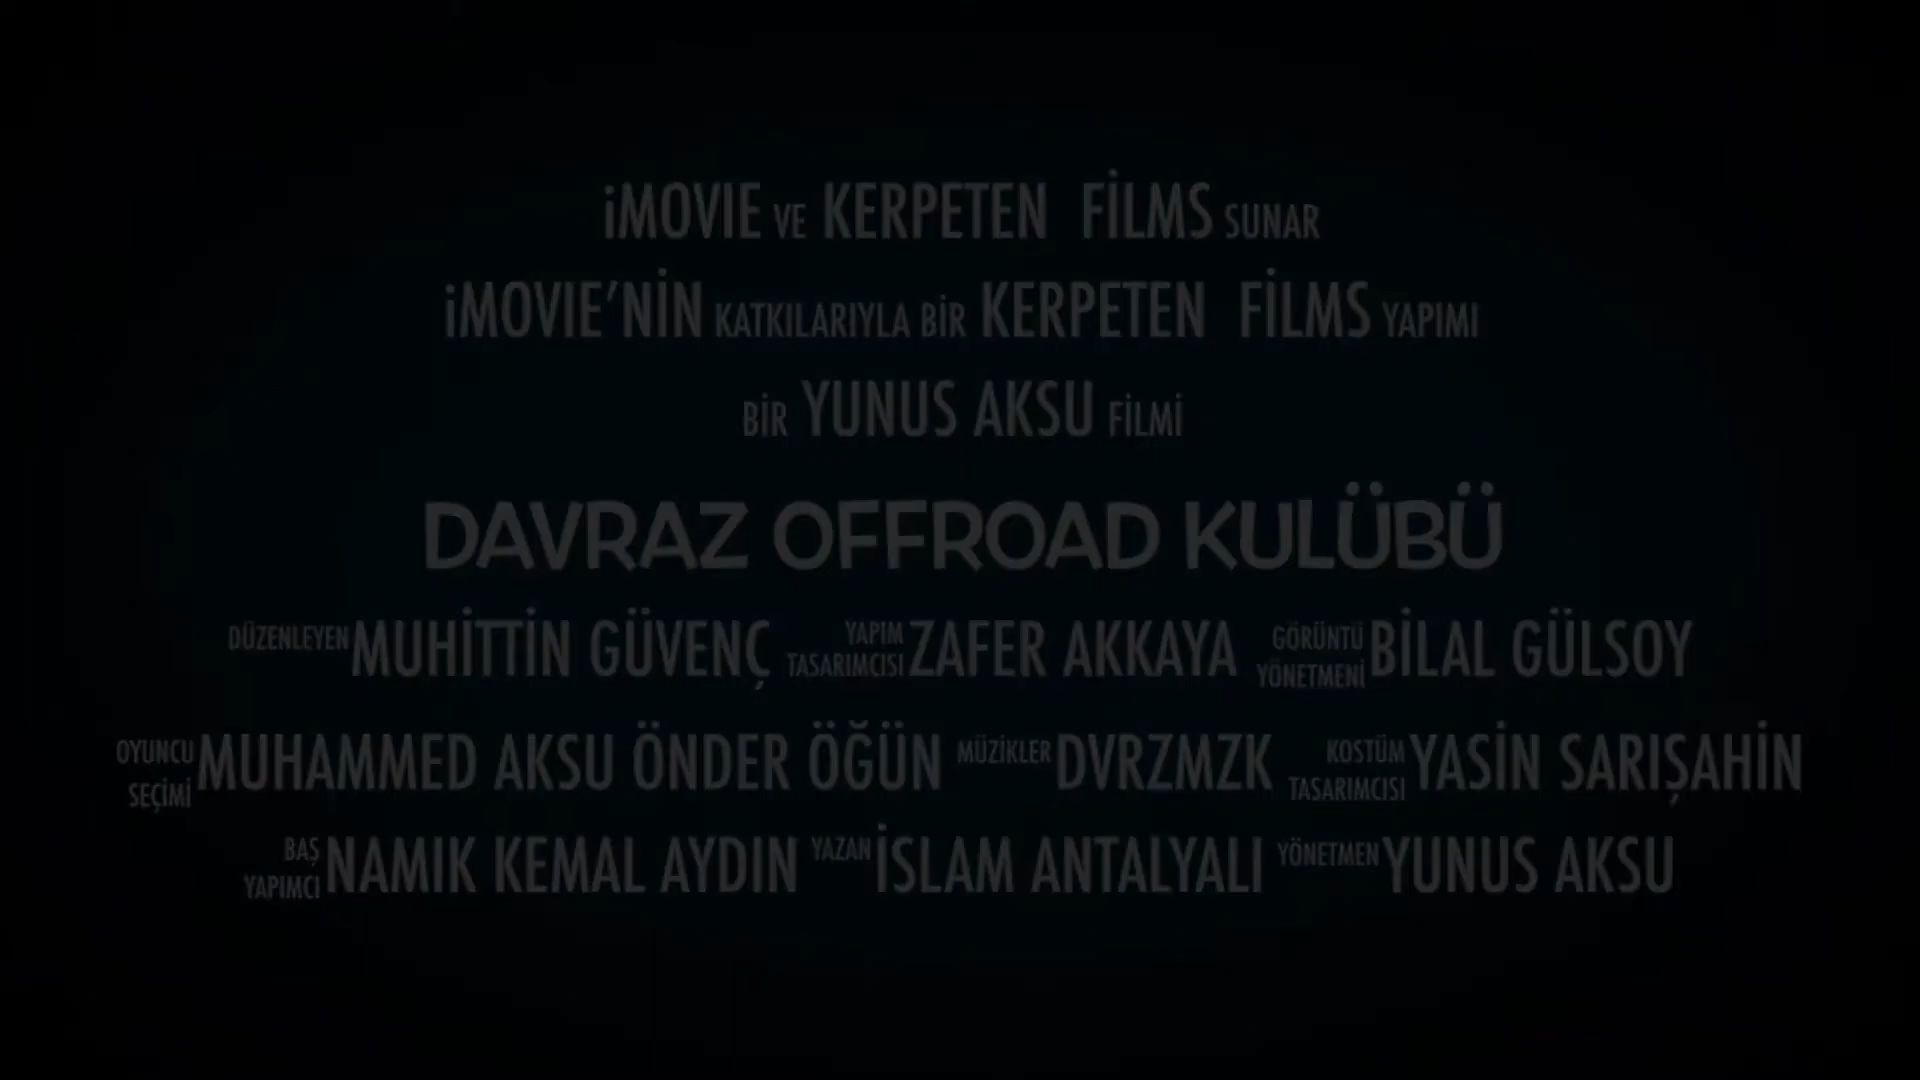 iMOVIE VE KERPETEN FİLMS SUNAR
iMOVIE'NİN KATKILARIYLA BİR KERPETEN FİLMS YAPIMI
BİR YUNUS AKSU FİLMİ
DAVRAZ OFFROAD KULÜBÜ
DÜZENLEYEN MUHİTTİN GÜVENÇ YAPIM TASARIMCISI ZAFER AKKAYA GÖRÜNTÜ YÖNETMENİ BİLAL GÜLSOY
OYUNCU SEÇİMİ MUHAMMED AKSU ÖNDER ÖĞÜN MÜZİKLER DVRZMZK KOSTÜM TASARIMCISI YASİN SARIŞAHİN
BAŞ YAPIMCI NAMIK KEMAL AYDIN YAZAN İSLAM ANTALYALI YÖNETMEN YUNUS AKSU